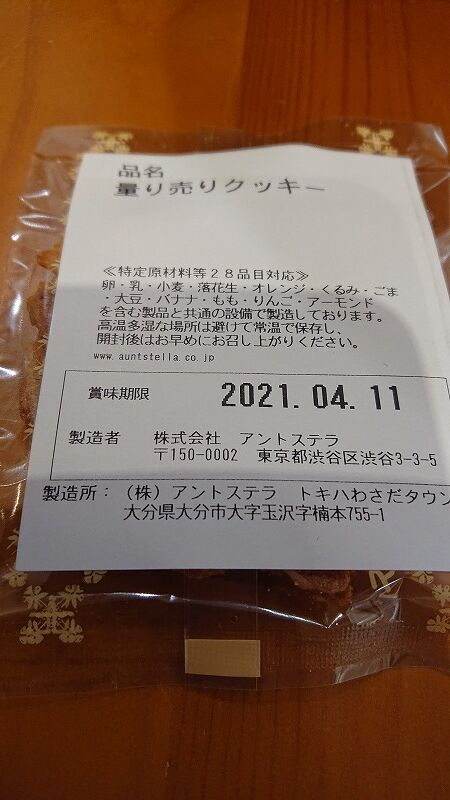 品名
量り売りクッキー
≪特定原材料等２８品目対応≫
卵・乳・小麦・落花生・オレンジ・くるみ・ごま
・大豆・バナナ・もも・りんご・アーモンド
を含む製品と共通の設備で製造しております。
高温多湿な場所は避けて常温で保存し、
開封後はお早めにお召し上がりください。
www.auntstella.co.jp
賞味期限 2021.04.11
製造者 株式会社 アントステラ
〒150-0002 東京都渋谷区渋谷3-3-5
製造所：（株）アントステラ トキハわさだタウン
大分県大分市大字玉沢字楠本755-1